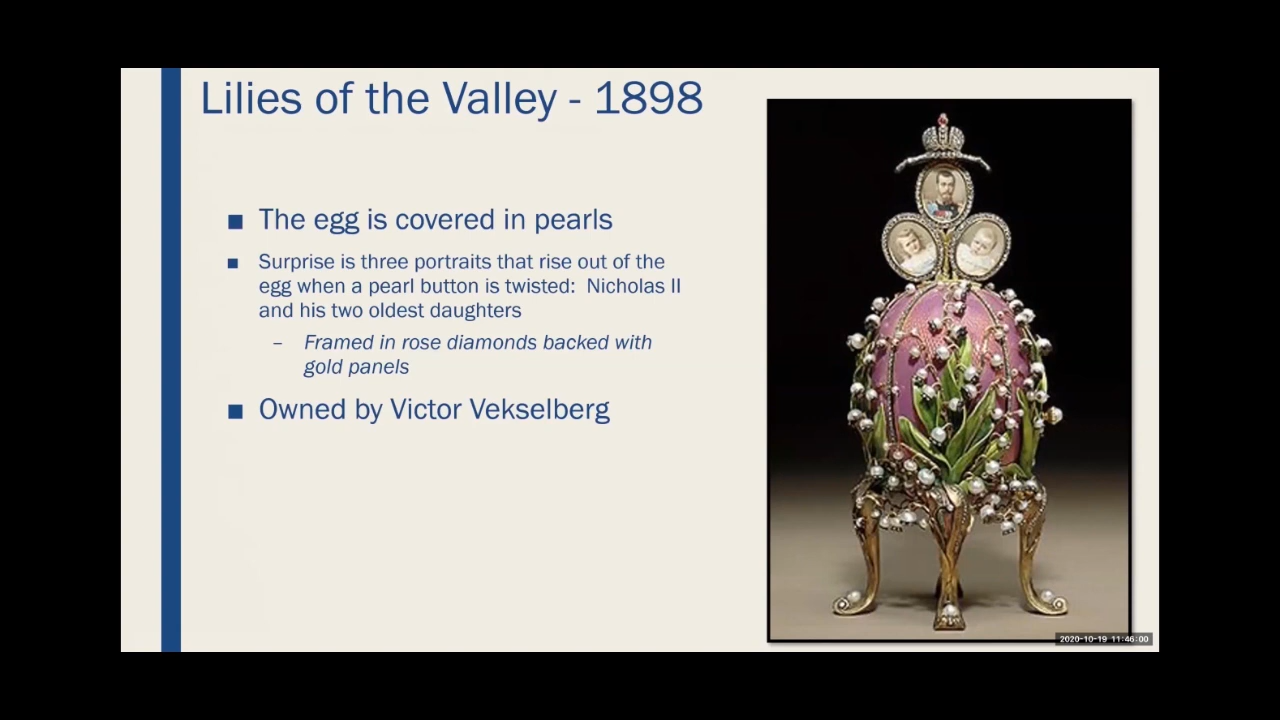 Lilies of the Valley - 1898
■ The egg is covered in pearls
■ Surprise is three portraits that rise out of the
egg when a pearl button is twisted:  Nicholas II
and his two oldest daughters
– Framed in rose diamonds backed with
gold panels
■ Owned by Victor Vekselberg
2020-10-19 11:46:00